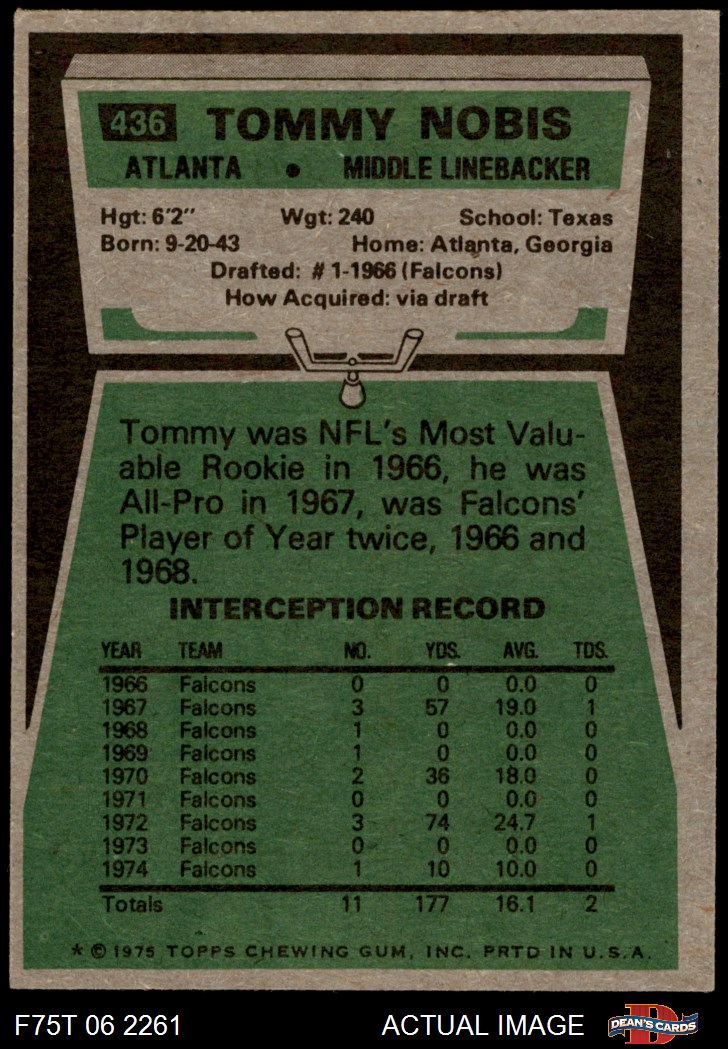 436 TOMMY NOBIS
ATLANTA • MIDDLE LINEBACKER
Hgt: 6'2" Wgt: 240 School: Texas
Born: 9-20-43 Home: Atlanta, Georgia
Drafted: #1-1966 (Falcons)
How Acquired: via draft
Tommy was NFL's Most Valu-
able Rookie in 1966, he was
All-Pro in 1967, was Falcons'
Player of Year twice, 1966 and
1968.
INTERCEPTION RECORD
YEAR TEAM NO. YDS. AVG. TDS.
1966 Falcons 0 0 0.0 0
1967 Falcons 3 57 19.0 1
1968 Falcons 1 0 0.0 0
1969 Falcons 1 0 0.0 0
1970 Falcons 2 36 18.0 0
1971 Falcons 0 0 0.0 0
1972 Falcons 3 74 24.7 1
1973 Falcons 0 0 0.0 0
1974 Falcons 1 10 10.0 0
Totals 11 177 16.1 2
* © 1975 TOPPS CHEWING GUM, INC. PRTD IN U.S.A.
F75T 06 2261 ACTUAL IMAGE D DEAN'S CARDS